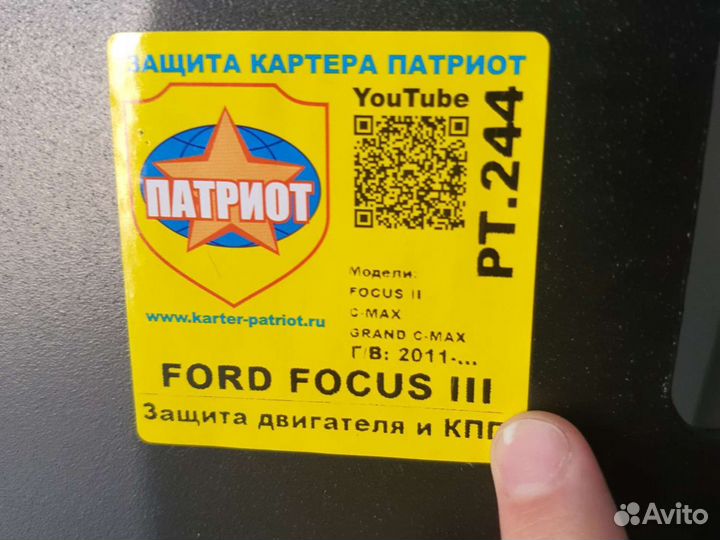 ЗАЩИТА КАРТЕРА ПАТРИОТ
YouTube
PT.244
ПАТРИОТ
www.karter-patriot.ru
Модели:
FOCUS II
C-MAX
GRAND C-MAX
Г/В: 2011-...
FORD FOCUS III
Защита двигателя и КПП
Avito